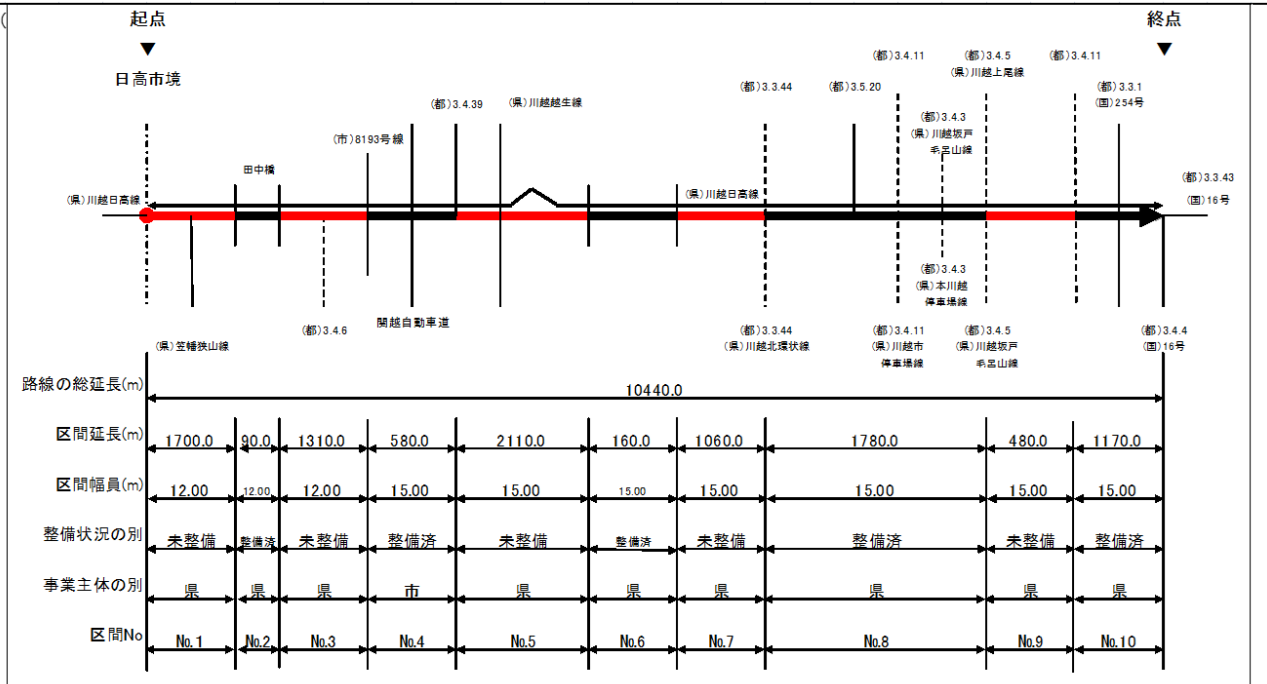 (
起点
終点
▼
▼
日高市境
(都)3.4.11
(都)3.4.5
(県)川越上尾線
(都)3.4.11
(都)3.3.44
(都)3.5.20
(都)3.3.1
(国)254号
(都)3.4.39
(県)川越越生線
(都)3.4.3
(県)川越坂戸
毛呂山線
(市)8193号線
田中橋
(県)川越日高線
(県)川越日高線
(都)3.3.43
(国)16号
(都)3.4.3
(県)本川越
停車場線
(県)笠幡狭山線
(都)3.4.6
関越自動車道
(都)3.3.44
(県)川越北環状線
(都)3.4.11
(県)川越市
停車場線
(都)3.4.5
(県)川越坂戸
毛呂山線
(都)3.4.4
(国)16号
路線の総延長(m)
10440.0
区間延長(m) 1700.0 90.0 1310.0 580.0 2110.0 160.0 1060.0 1780.0 480.0 1170.0
区間幅員(m) 12.00 12.00 12.00 15.00 15.00 15.00 15.00 15.00 15.00 15.00
整備状況の別 未整備 整備済 未整備 整備済 未整備 整備済 未整備 整備済 未整備 整備済
事業主体の別 県 県 県 市 県 県 県 県 県 県
区間No No.1 No.2 No.3 No.4 No.5 No.6 No.7 No.8 No.9 No.10